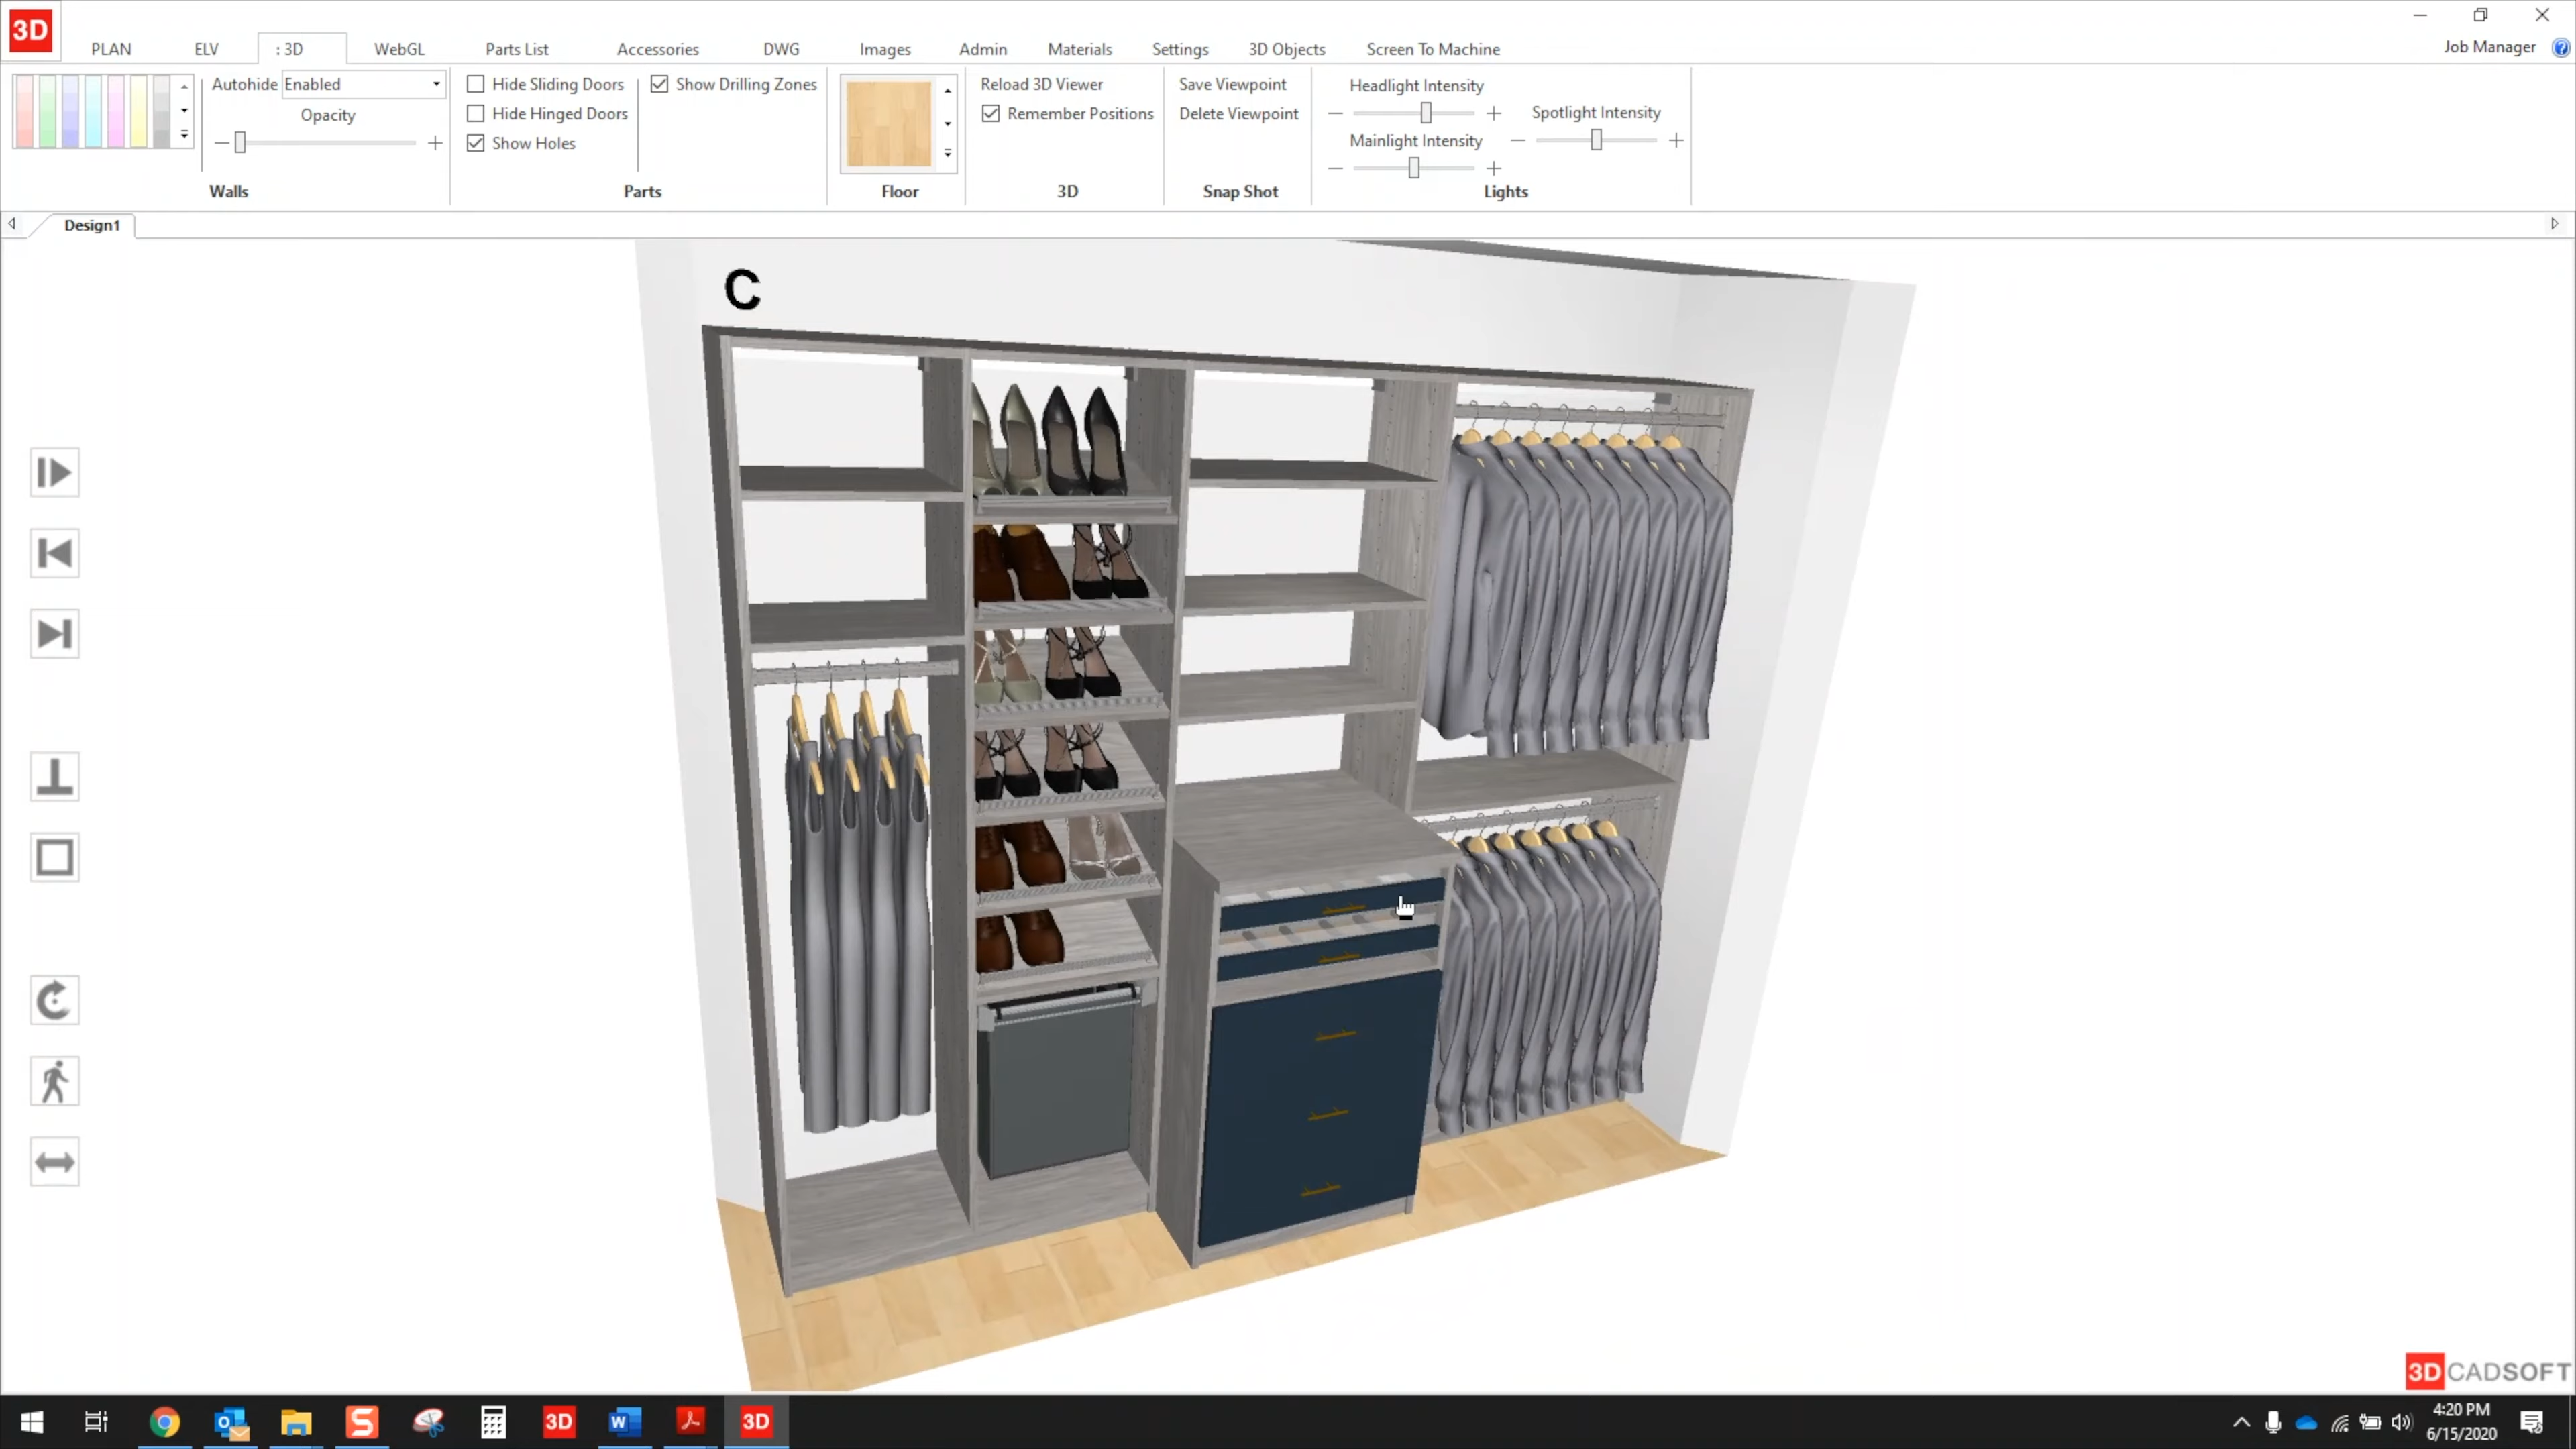 3D
Job Manager
PLAN ELV : 3D WebGL Parts List Accessories DWG Images Admin Materials Settings 3D Objects Screen To Machine
Autohide Enabled
Opacity
Walls
Hide Sliding Doors
Hide Hinged Doors
Show Holes
Show Drilling Zones
Parts
Floor
Reload 3D Viewer
Remember Positions
3D
Save Viewpoint
Delete Viewpoint
Snap Shot
Headlight Intensity
Mainlight Intensity
Spotlight Intensity
Lights
Design1
C
3DCADSOFT
3D
3D
4:20 PM
6/15/2020